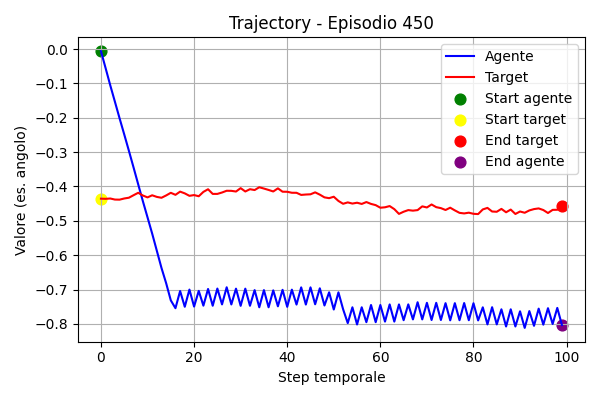 Trajectory - Episodio 450
Agente
Target
Start agente
Start target
End target
End agente
Valore (es. angolo)
0.0
−0.1
−0.2
−0.3
−0.4
−0.5
−0.6
−0.7
−0.8
0
20
40
60
80
100
Step temporale